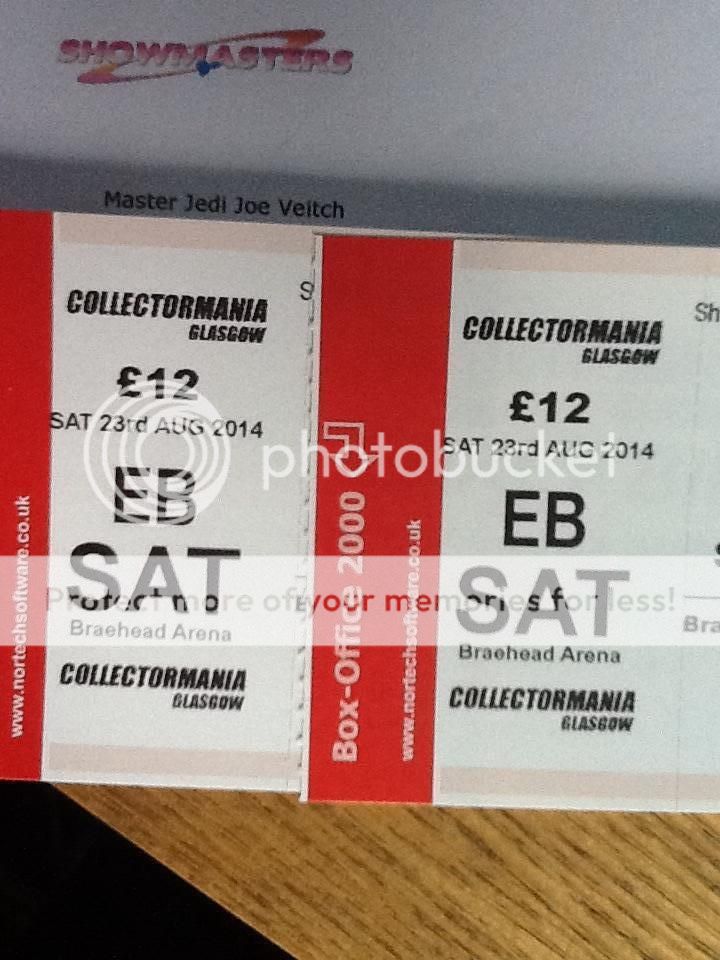 SHOWMASTERS
Master Jedi Joe Veitch
COLLECTORMANIA
GLASGOW
£12
SAT 23rd AUG 2014
EB
SAT
Braehead Arena
COLLECTORMANIA
GLASGOW
www.nortechsoftware.co.uk
S
Box-Office 2000
www.nortechsoftware.co.uk
COLLECTORMANIA
GLASGOW
£12
SAT 23rd AUG 2014
EB
SAT
Braehead Arena
COLLECTORMANIA
GLASGOW
Sh
Bra
photobucket
Protect more of your memories for less!